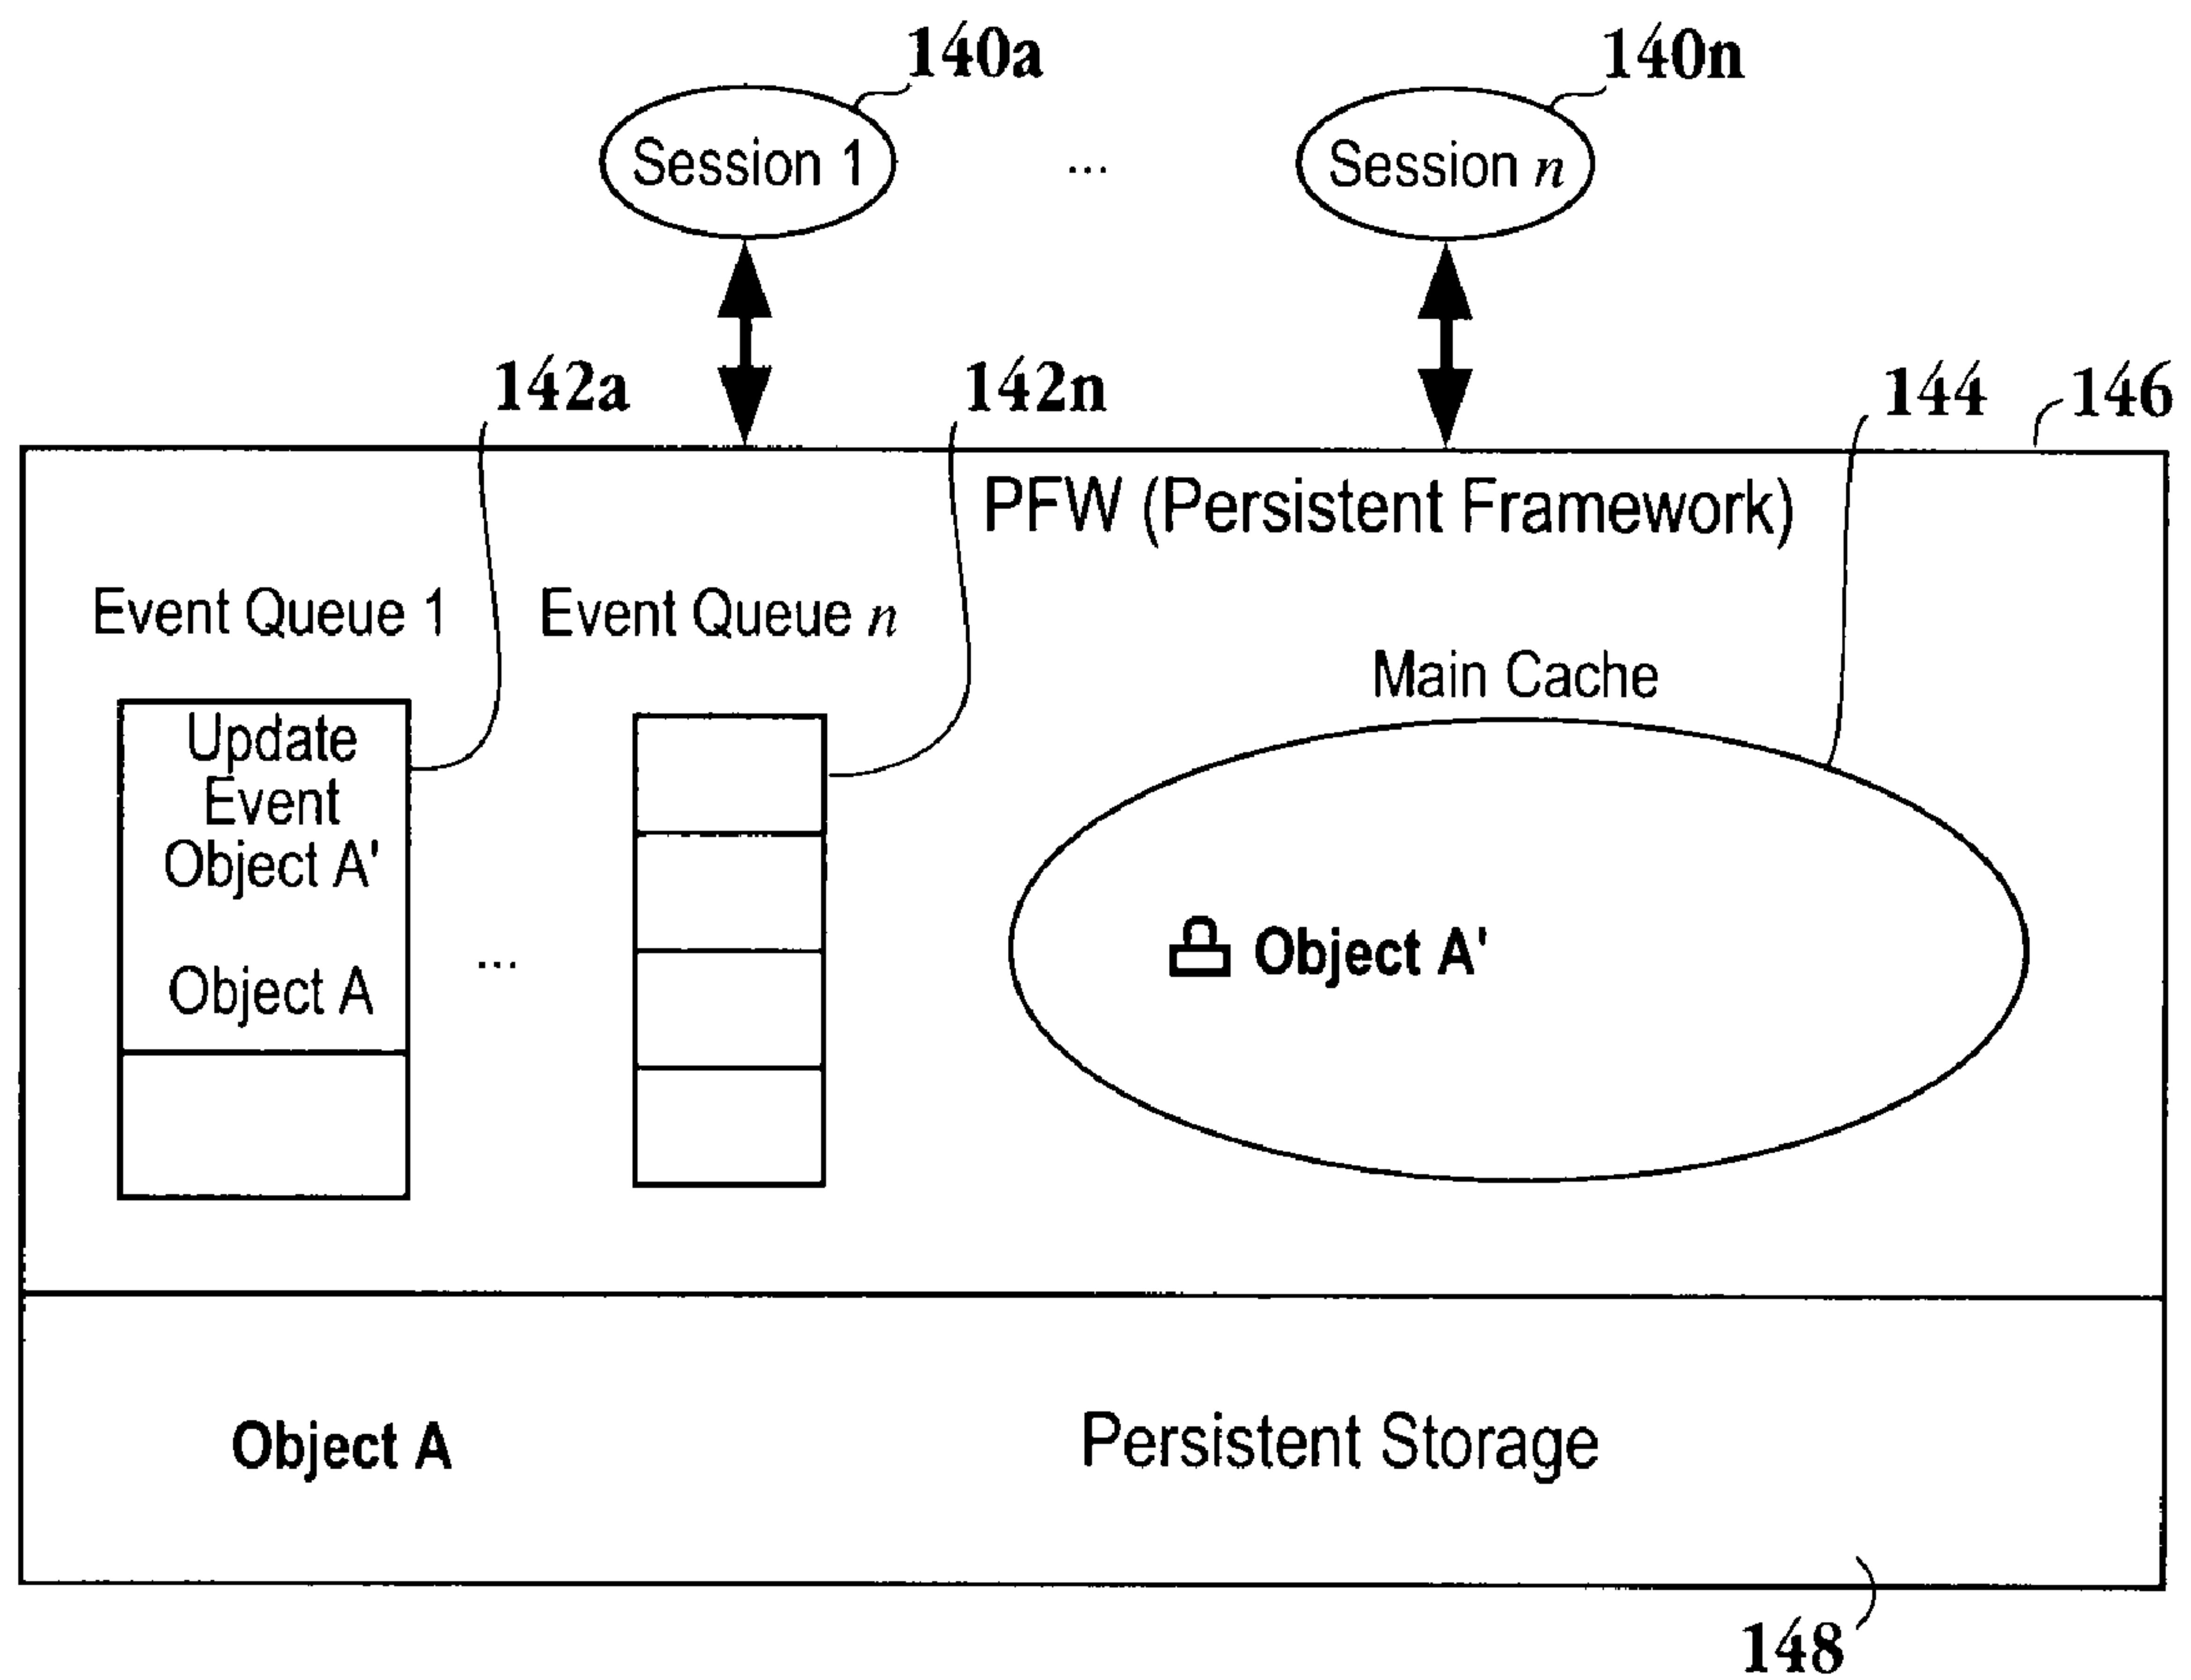 140a
140n
Session 1
...
Session n
142a
142n
144
146
PFW (Persistent Framework)
Event Queue 1
Event Queue n
Main Cache
Update
Event
Object A'
Object A
...
Object A'
Object A
Persistent Storage
148